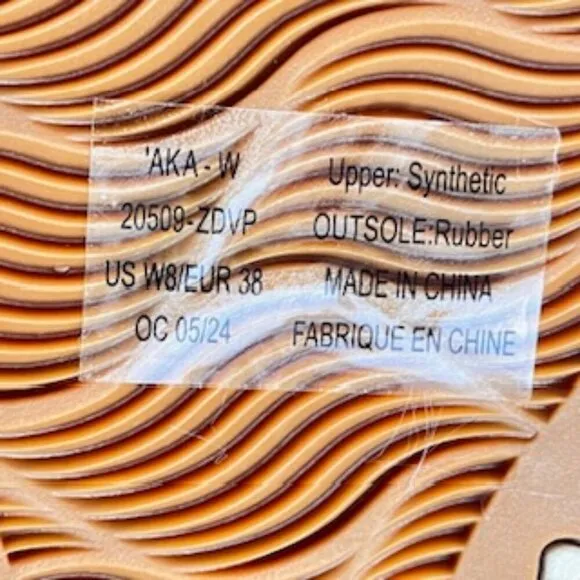 'AKA - W
20509-ZDVP
US W8/EUR 38
OC 05/24
Upper: Synthetic
OUTSOLE:Rubber
MADE IN CHINA
FABRIQUE EN CHINE